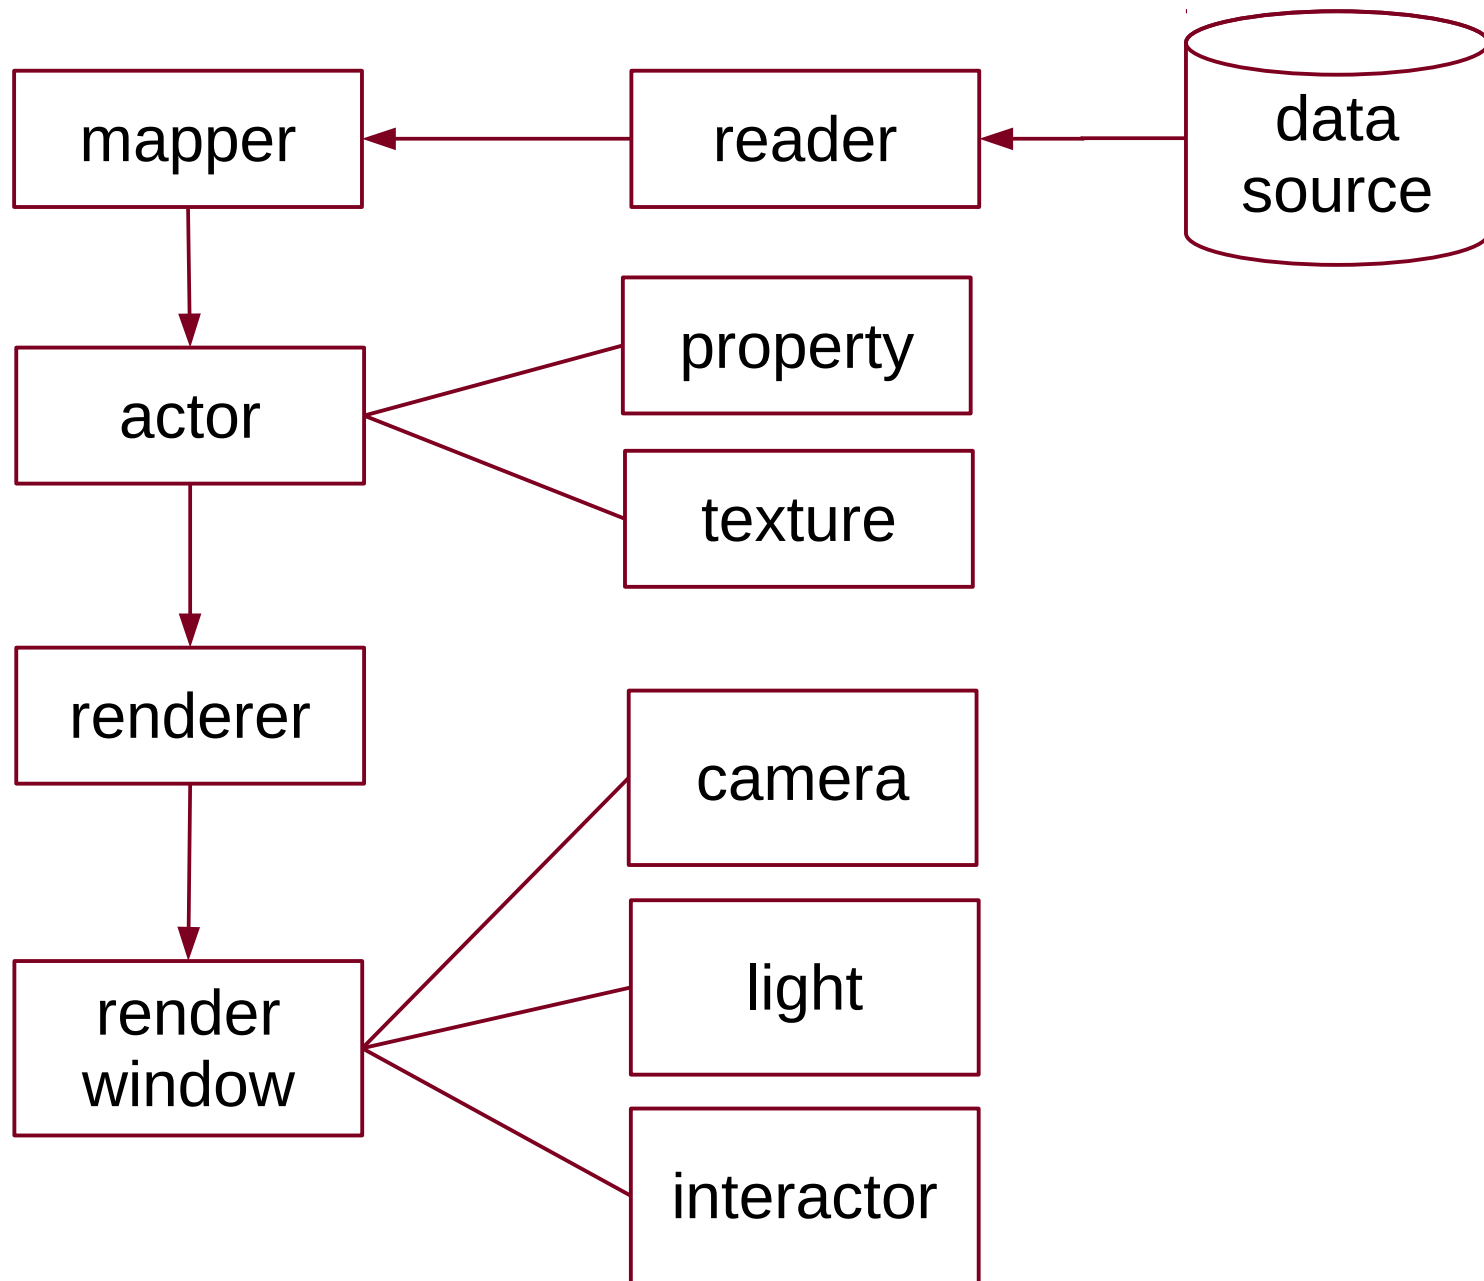 mapper
reader
data
source
property
actor
texture
renderer
camera
light
render
window
interactor